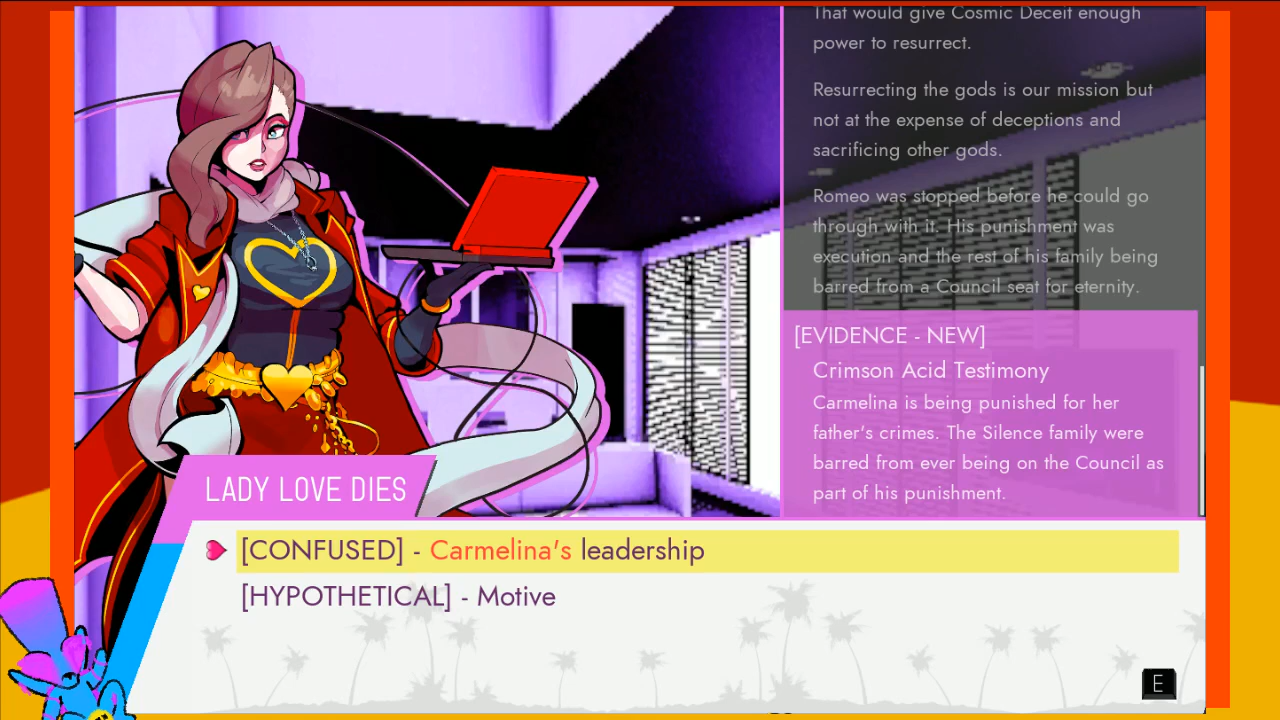 That would give Cosmic Deceit enough
power to resurrect.
Resurrecting the gods is our mission but
not at the expense of deceptions and
sacrificing other gods.
Romeo was stopped before he could go
through with it. His punishment was
execution and the rest of his family being
barred from a Council seat for eternity.
[EVIDENCE - NEW]
Crimson Acid Testimony
Carmelina is being punished for her
father's crimes. The Silence family were
barred from ever being on the Council as
part of his punishment.
LADY LOVE DIES
[CONFUSED] - Carmelina's leadership
[HYPOTHETICAL] - Motive
E